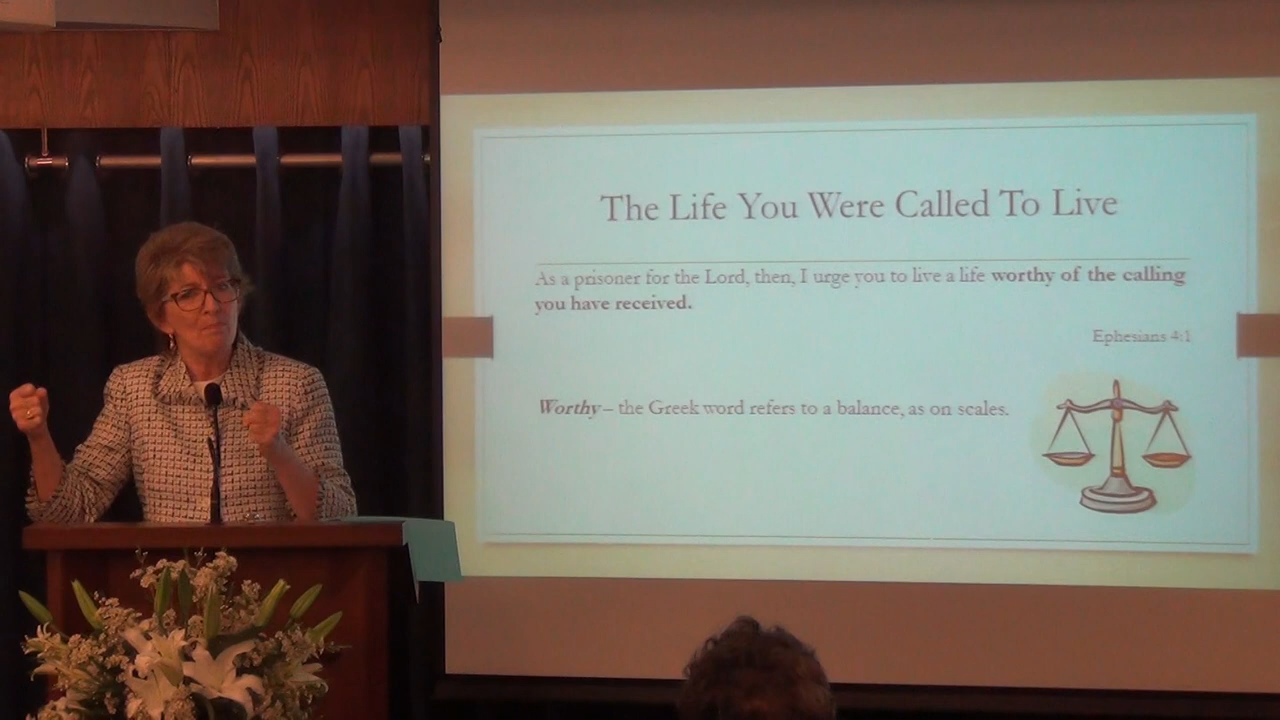 The Life You Were Called To Live
As a prisoner for the Lord, then, I urge you to live a life worthy of the calling
you have received.
Ephesians 4:1
Worthy – the Greek word refers to a balance, as on scales.